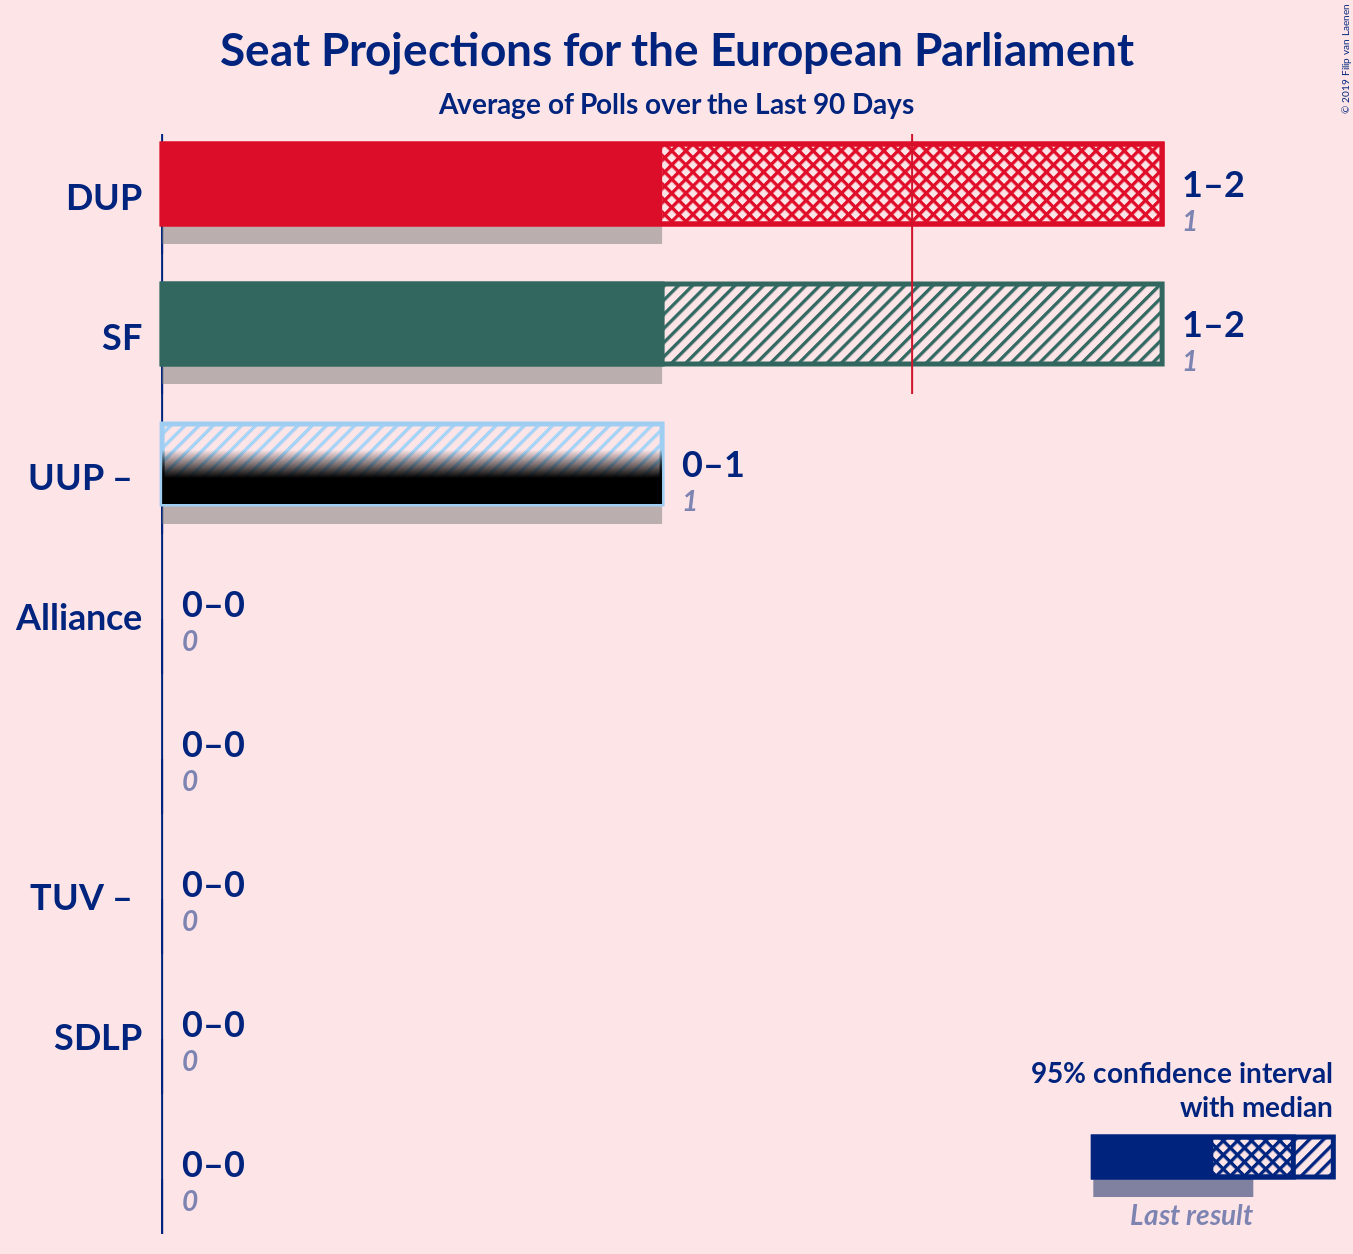 Seat Projections for the European Parliament
Average of Polls over the Last 90 Days
© 2019 Filip van Laenen
DUP
1–2
1
SF
1–2
1
UUP –
0–1
1
Alliance
0–0
0
0–0
0
TUV –
0–0
0
SDLP
0–0
0
0–0
0
95% confidence interval
with median
Last result